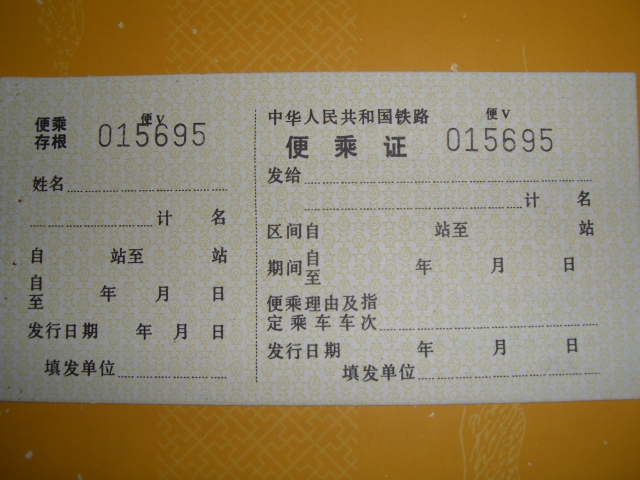 便乘
存根
便V
015695
姓名
计 名
自 站至 站
自
至 年 月 日
发行日期 年 月 日
填发单位
中华人民共和国铁路
便V
便乘证 015695
发给
计 名
区间自 站至 站
期间自
至 年 月 日
便乘理由及指
定乘车车次
发行日期 年 月 日
填发单位